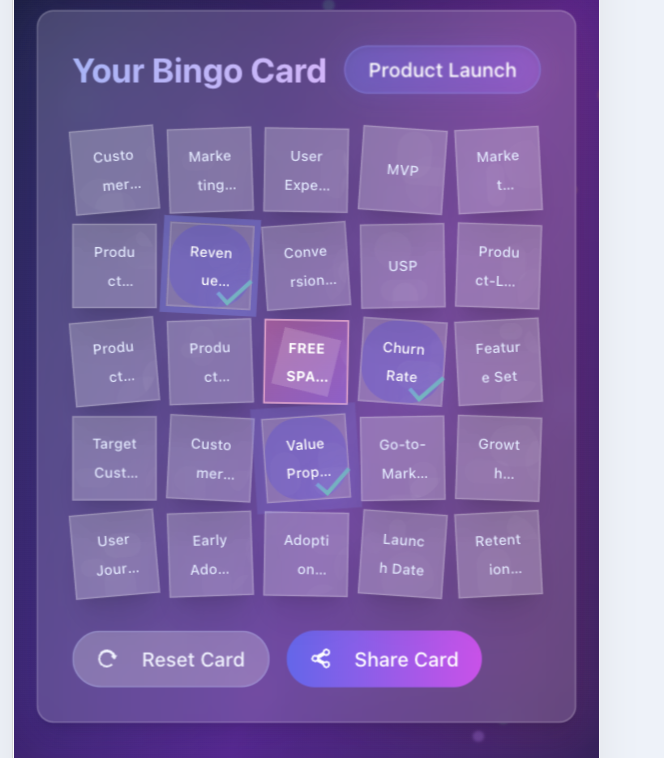 Your Bingo Card
Product Launch
Custo
mer...
Marke
ting...
User
Expe...
MVP
Marke
t...
Produ
ct...
Reven
ue...
Conve
rsion...
USP
Produ
ct-L...
Produ
ct...
Produ
ct...
FREE
SPA...
Churn
Rate
Featur
e Set
Target
Cust...
Custo
mer...
Value
Prop...
Go-to-
Mark...
Growt
h...
User
Jour...
Early
Ado...
Adopti
on...
Launc
h Date
Retent
ion...
Reset Card
Share Card